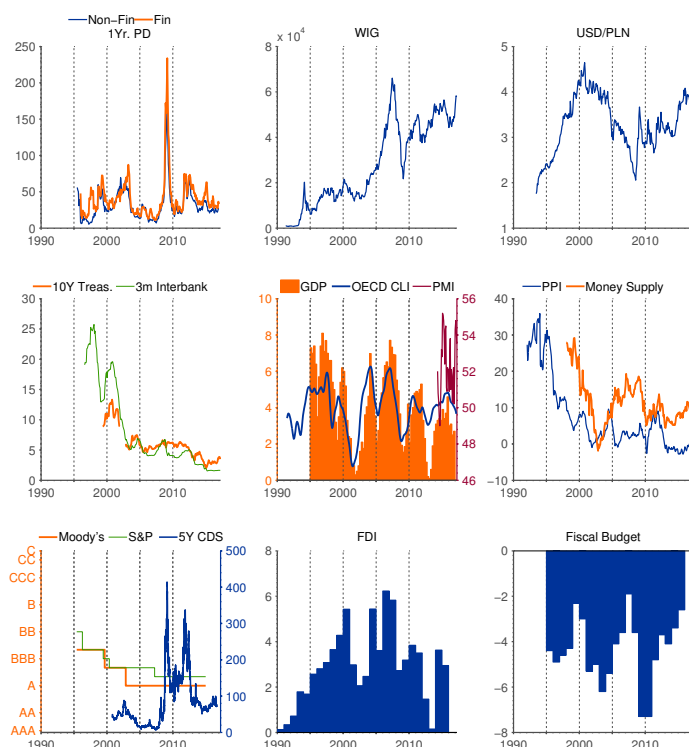 Non-Fin Fin
1Yr. PD
250
200
150
100
50
0
1990 2000 2010
WIG
8 x 10^4
6
4
2
0
1990 2000 2010
USD/PLN
5
4
3
2
1
1990 2000 2010
10Y Treas. 3m Interbank
30
25
20
15
10
5
0
1990 2000 2010
GDP OECD CLI PMI
10 56
8 54
6 52
4 50
2 48
0 46
1990 2000 2010
PPI Money Supply
40
30
20
10
0
−10
1990 2000 2010
Moody's S&P 5Y CDS
C 500
CC
CCC
400
B
300
BB
BBB 200
A
100
AA
AAA 0
1990 2000 2010
FDI
8
6
4
2
0
1990 2000 2010
Fiscal Budget
0
−2
−4
−6
−8
1990 2000 2010